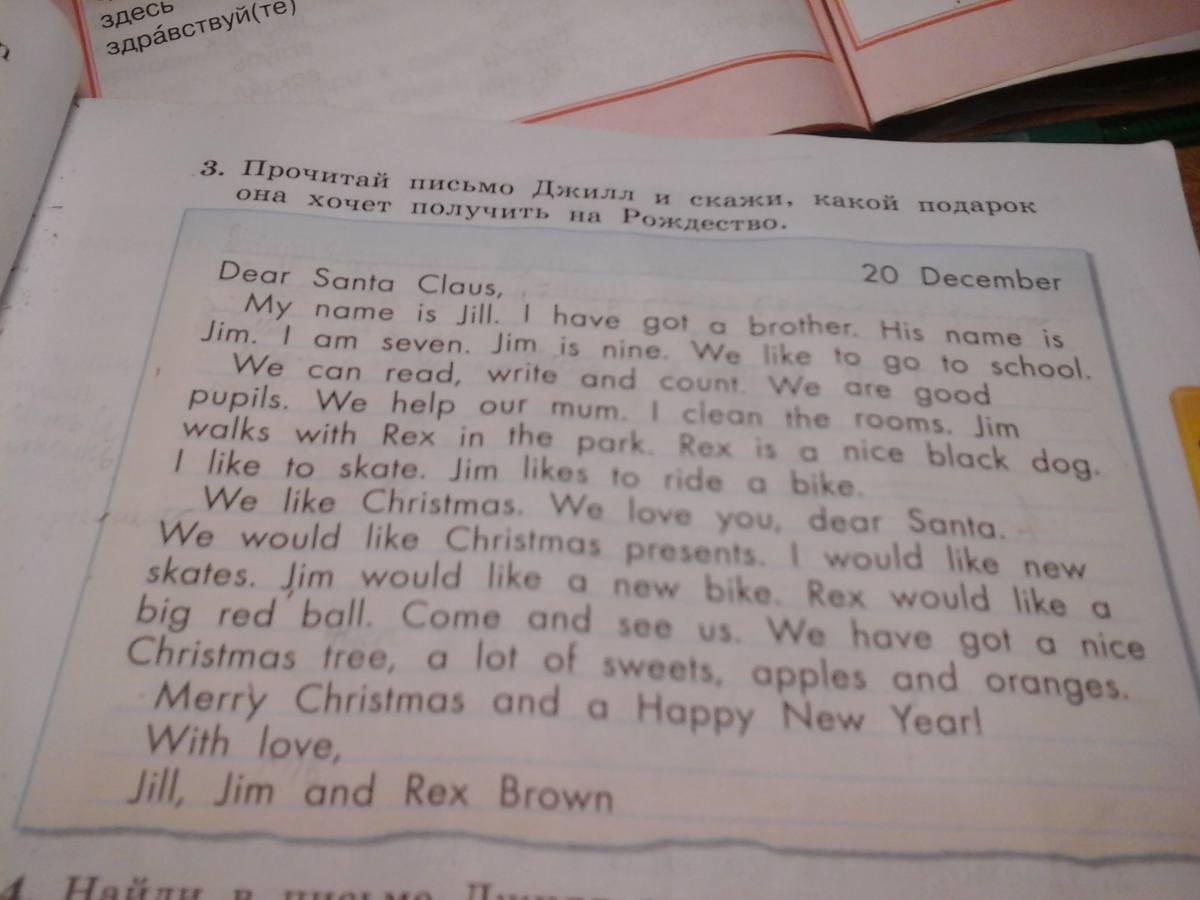 здесь
здра́вствуй(те)
3. Прочитай письмо Джилл и скажи, какой подарок
она хочет получить на Рождество.
20 December
Dear Santa Claus,
My name is Jill. I have got a brother. His name is
Jim. I am seven. Jim is nine. We like to go to school.
We can read, write and count. We are good
pupils. We help our mum. I clean the rooms. Jim
walks with Rex in the park. Rex is a nice black dog.
I like to skate. Jim likes to ride a bike.
We like Christmas. We love you, dear Santa.
We would like Christmas presents. I would like new
skates. Jim would like a new bike. Rex would like a
big red ball. Come and see us. We have got a nice
Christmas tree, a lot of sweets, apples and oranges.
Merry Christmas and a Happy New Year!
With love,
Jill, Jim and Rex Brown
4. Найди в письме Джилл